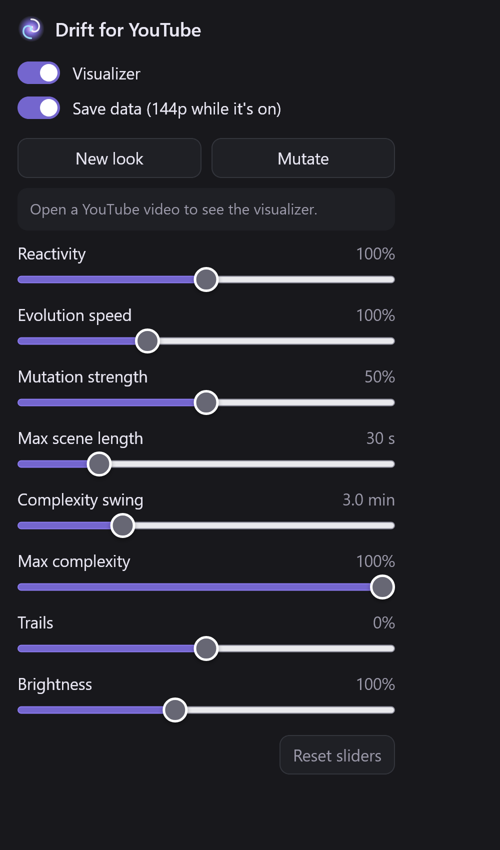 Drift for YouTube
Visualizer
Save data (144p while it's on)
New look Mutate
Open a YouTube video to see the visualizer.
Reactivity 100%
Evolution speed 100%
Mutation strength 50%
Max scene length 30 s
Complexity swing 3.0 min
Max complexity 100%
Trails 0%
Brightness 100%
Reset sliders